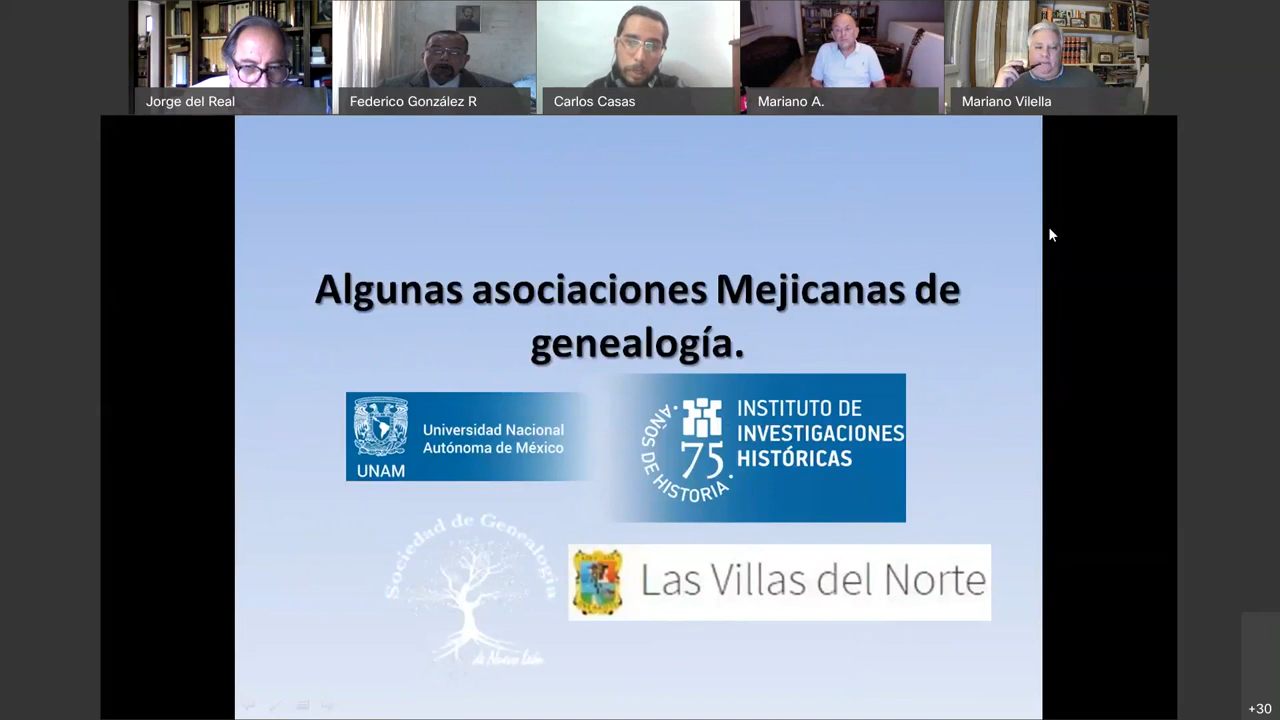 Jorge del Real
Federico González R
Carlos Casas
Mariano A.
Mariano Vilella
Algunas asociaciones Mejicanas de
genealogía.
UNAM
Universidad Nacional
Autónoma de México
AÑOS DE HISTORIA
75
INSTITUTO DE
INVESTIGACIONES
HISTÓRICAS
Sociedad de Genealogía
de Nuevo León
Las Villas del Norte
+30